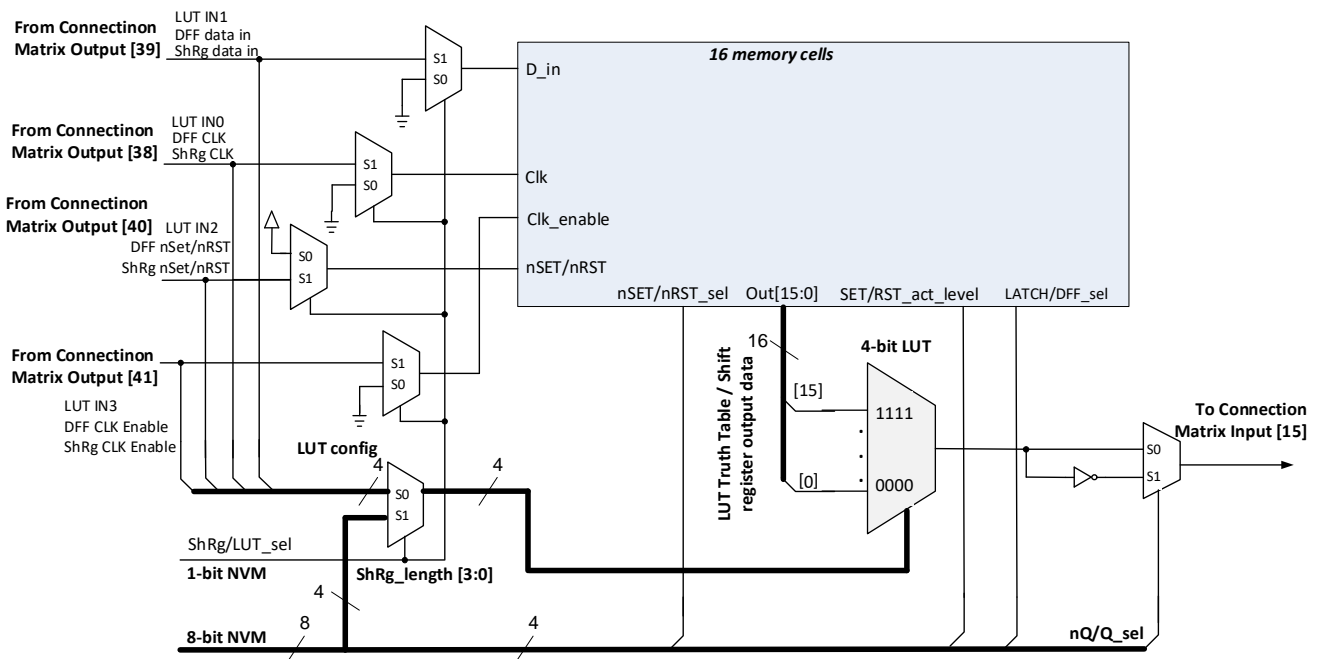 From Connectinon
Matrix Output [39]
LUT IN1
DFF data in
ShRg data in
S1
S0
D_in
16 memory cells
From Connectinon
Matrix Output [38]
LUT IN0
DFF CLK
ShRg CLK
S1
S0
Clk
From Connectinon
Matrix Output [40]
LUT IN2
DFF nSet/nRST
ShRg nSet/nRST
S0
S1
Clk_enable
nSET/nRST
nSET/nRST_sel
Out[15:0]
SET/RST_act_level
LATCH/DFF_sel
From Connectinon
Matrix Output [41]
LUT IN3
DFF CLK Enable
ShRg CLK Enable
S1
S0
16
LUT Truth Table / Shift
register output data
4-bit LUT
[15]
1111
[0]
0000
To Connection
Matrix Input [15]
S0
S1
LUT config
4
4
S0
S1
ShRg/LUT_sel
1-bit NVM
ShRg_length [3:0]
4
8
4
8-bit NVM
nQ/Q_sel